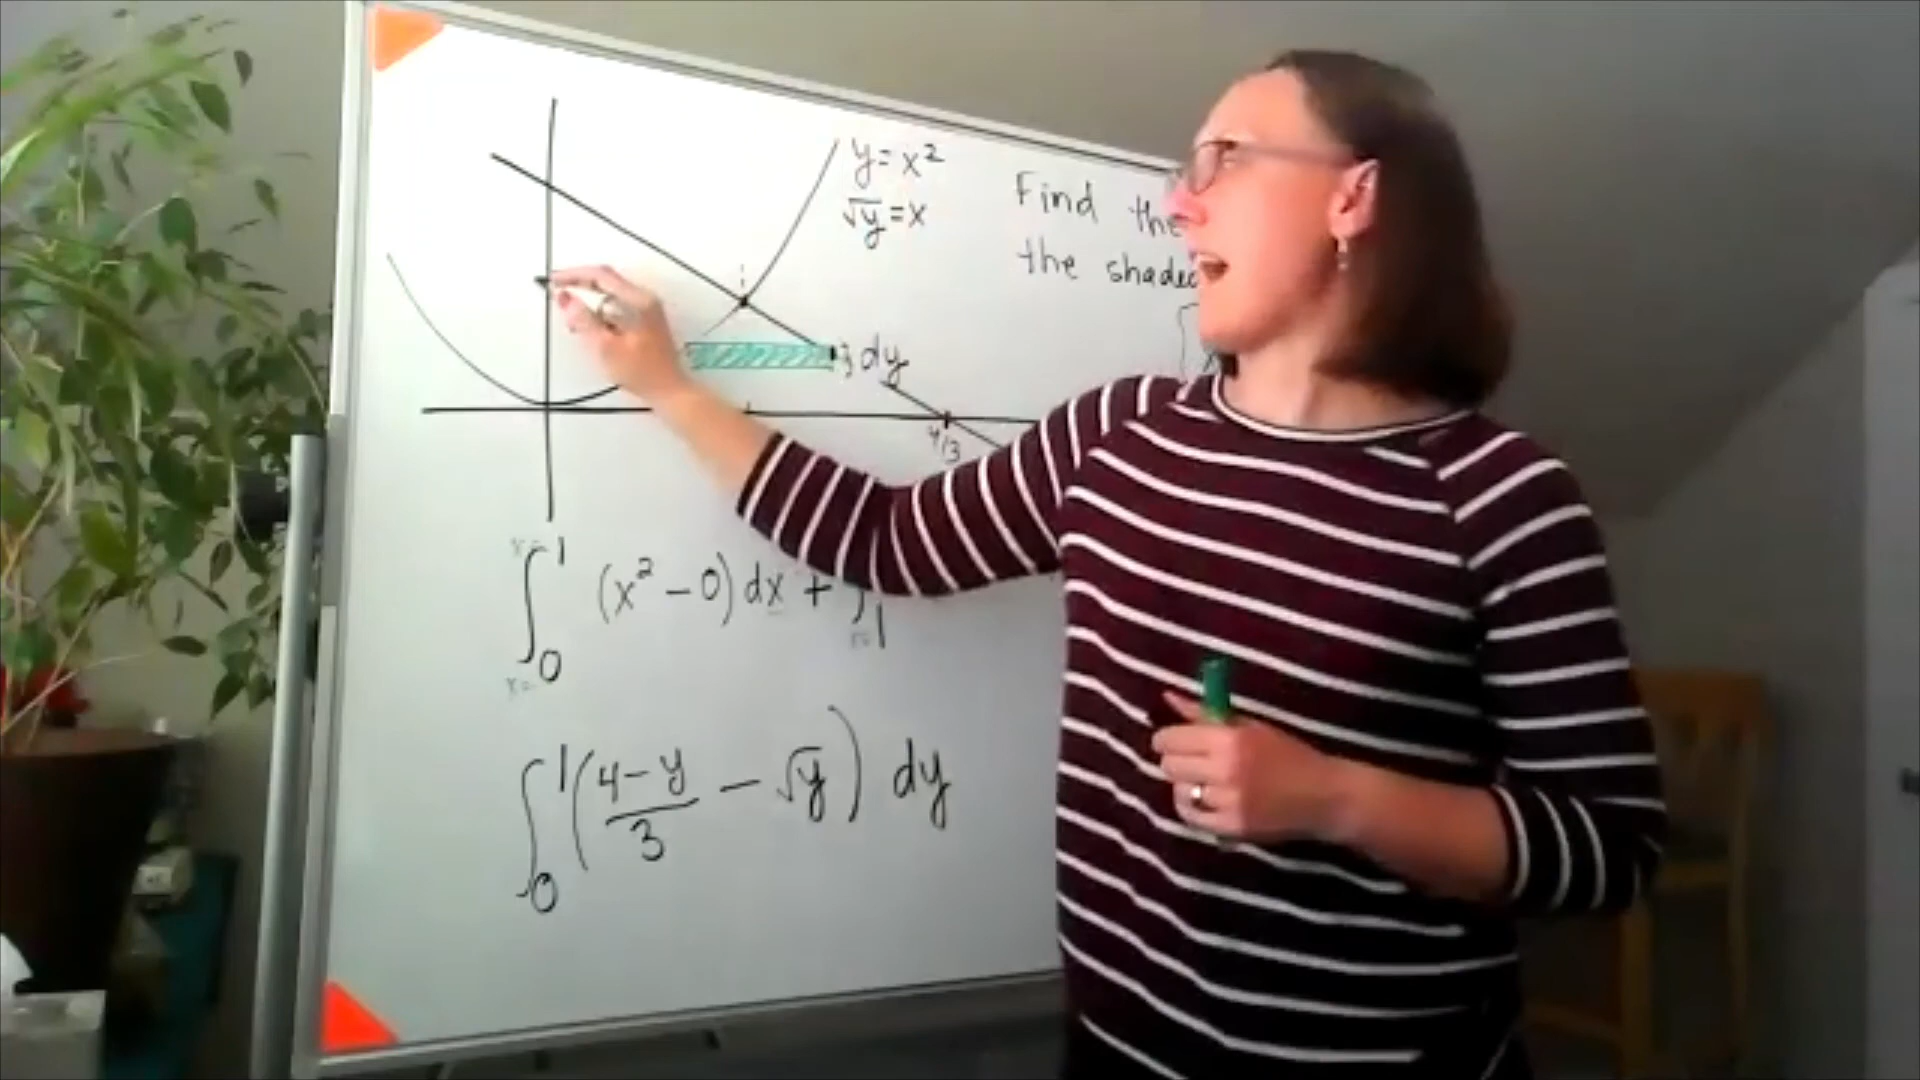 y = x²
√y = x
Find the
the shaded
dy
4/3
∫₀¹ (x² − 0) dx + ∫₁
∫₀¹ ((4 − y)/3 − √y) dy